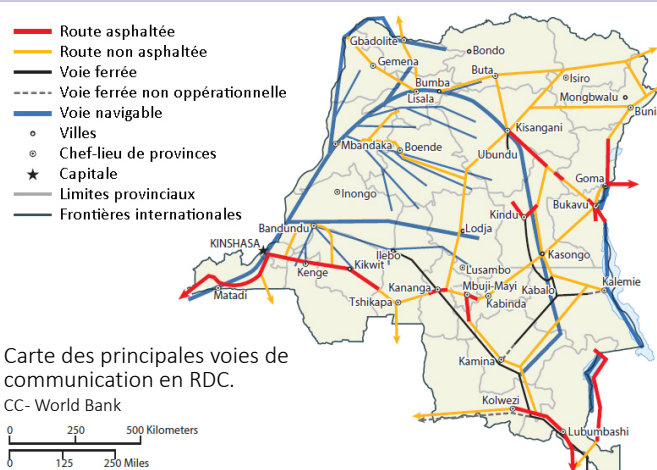 Route asphaltée
Route non asphaltée
Voie ferrée
Voie ferrée non oppérationnelle
Voie navigable
Villes
Chef-lieu de provinces
Capitale
Limites provinciaux
Frontières internationales
Gbadolite
Bondo
Gemena
Buta
Isiro
Bumba
Lisala
Mongbwalu
Kisangani
Mbandaka
Boende
Ubundu
Goma
Inongo
Bukavu
Kindu
Bandundu
Lodja
KINSHASA
Ilebo
Kasongo
Kenge
Kikwit
Lusambo
Matadi
Kananga
Mbuji-Mayi
Kabalo
Kalemie
Tshikapa
Kabinda
Kamina
Kolwezi
Lubumbashi
Carte des principales voies de
communication en RDC.
CC- World Bank
0 250 500 Kilometers
0 125 250 Miles